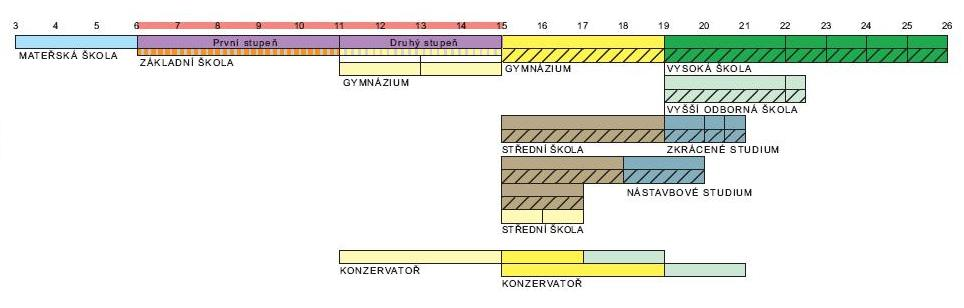 3 4 5 6 7 8 9 10 11 12 13 14 15 16 17 18 19 20 21 22 23 24 25 26
První stupeň Druhý stupeň
MATEŘSKÁ ŠKOLA ZÁKLADNÍ ŠKOLA GYMNÁZIUM VYSOKÁ ŠKOLA
GYMNÁZIUM
VYŠŠÍ ODBORNÁ ŠKOLA
STŘEDNÍ ŠKOLA ZKRÁCENÉ STUDIUM
NÁSTAVBOVÉ STUDIUM
STŘEDNÍ ŠKOLA
KONZERVATOŘ
KONZERVATOŘ